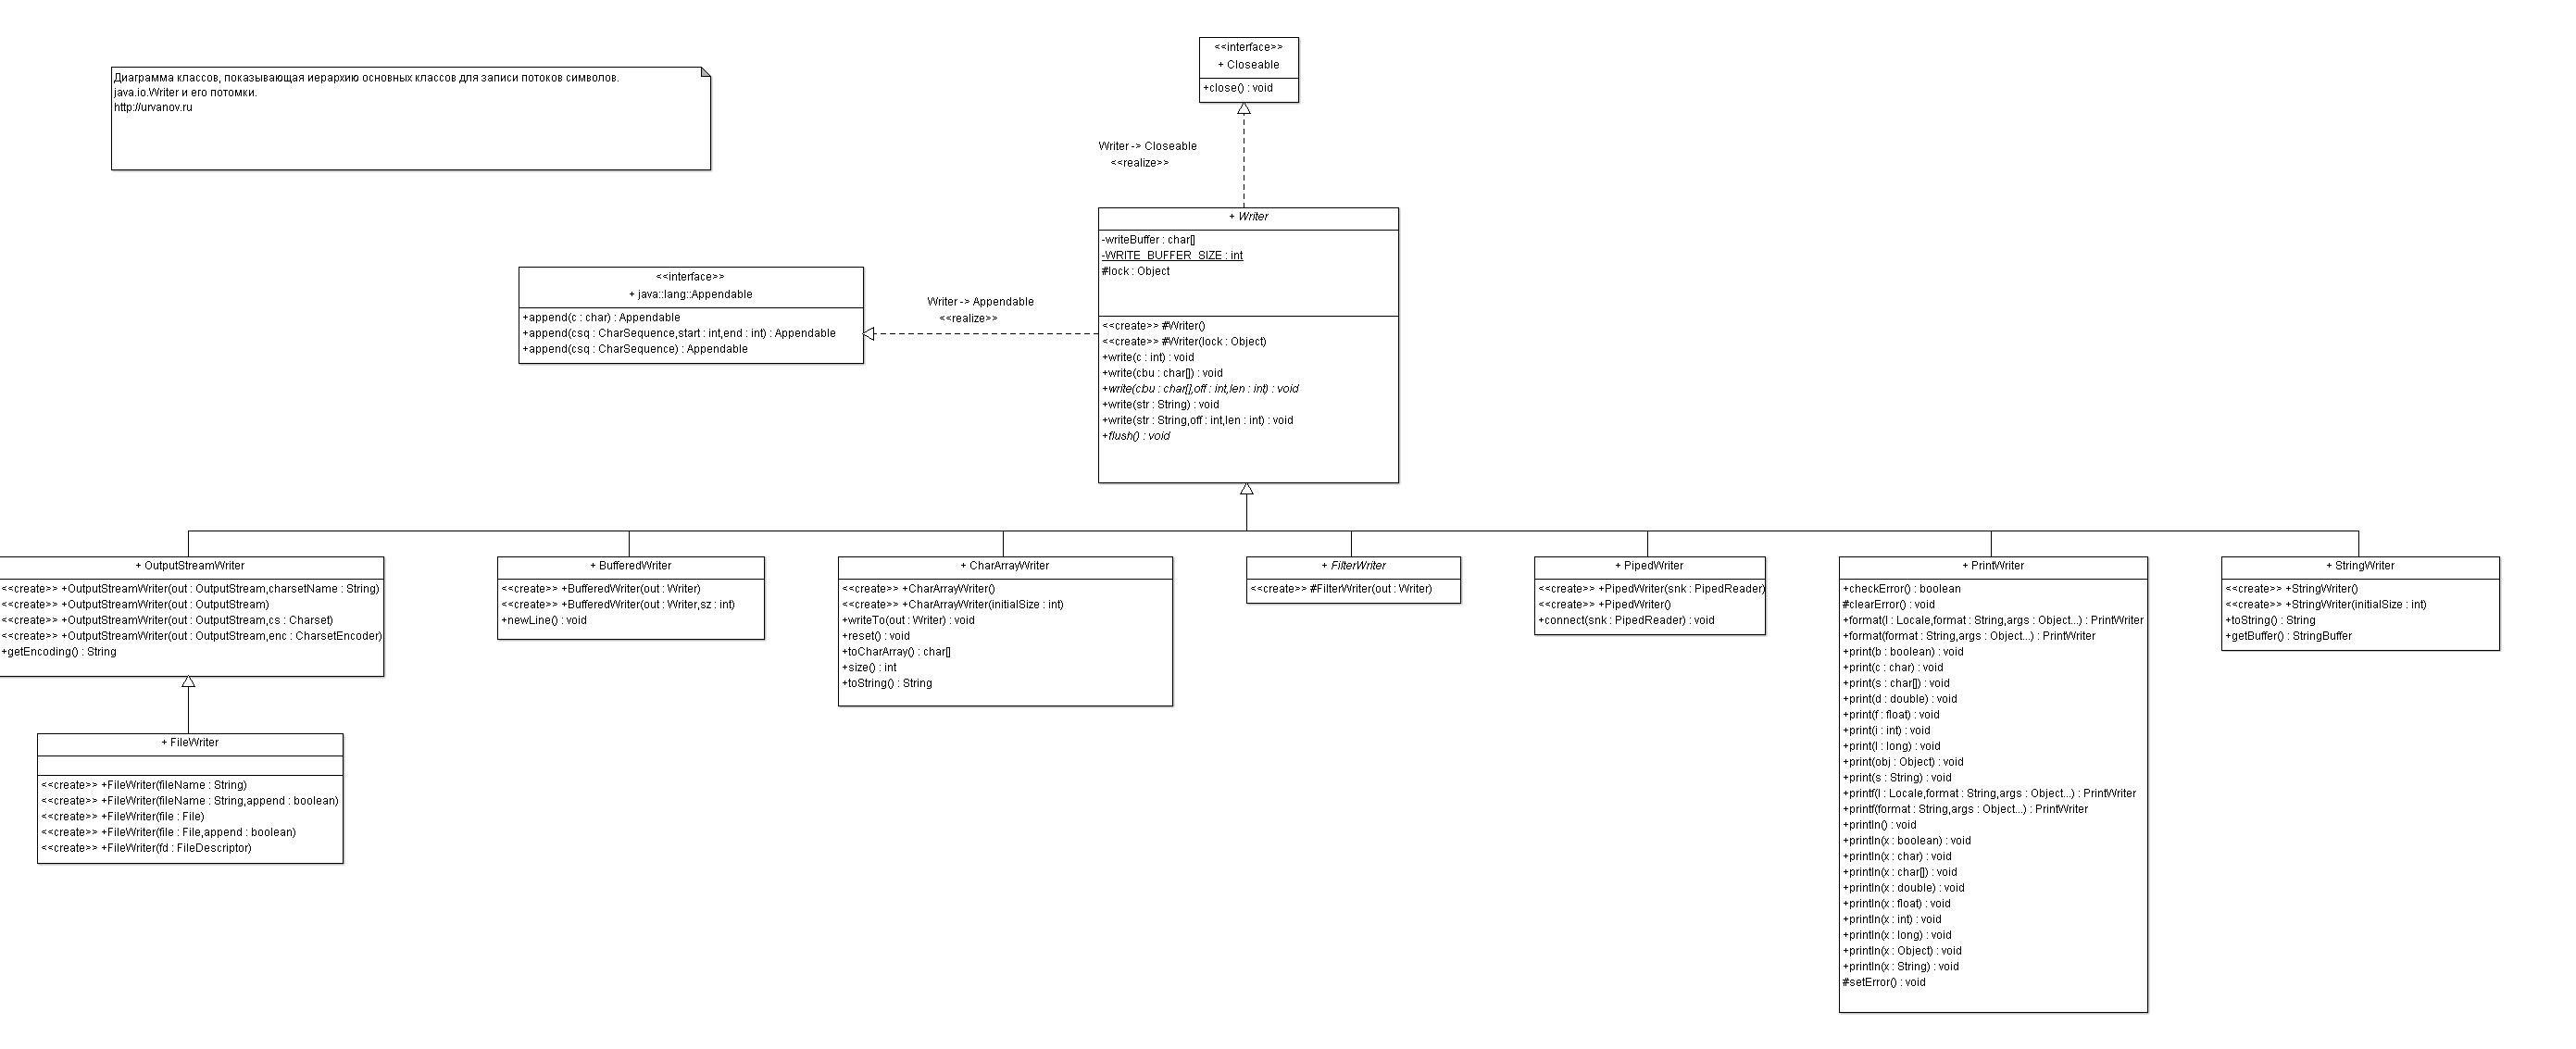 Диаграмма классов, показывающая иерархию основных классов для записи потоков символов.
java.io.Writer и его потомки.
http://urvanov.ru
<<interface>>
+ Closeable
+close() : void
Writer -> Closeable
<<realize>>
+ Writer
-writeBuffer : char[]
-WRITE_BUFFER_SIZE : int
#lock : Object
<<create>> #Writer()
<<create>> #Writer(lock : Object)
+write(c : int) : void
+write(cbu : char[]) : void
+write(cbu : char[],off : int,len : int) : void
+write(str : String) : void
+write(str : String,off : int,len : int) : void
+flush() : void
<<interface>>
+ java::lang::Appendable
+append(c : char) : Appendable
+append(csq : CharSequence,start : int,end : int) : Appendable
+append(csq : CharSequence) : Appendable
Writer -> Appendable
<<realize>>
+ OutputStreamWriter
<<create>> +OutputStreamWriter(out : OutputStream,charsetName : String)
<<create>> +OutputStreamWriter(out : OutputStream)
<<create>> +OutputStreamWriter(out : OutputStream,cs : Charset)
<<create>> +OutputStreamWriter(out : OutputStream,enc : CharsetEncoder)
+getEncoding() : String
+ FileWriter
<<create>> +FileWriter(fileName : String)
<<create>> +FileWriter(fileName : String,append : boolean)
<<create>> +FileWriter(file : File)
<<create>> +FileWriter(file : File,append : boolean)
<<create>> +FileWriter(fd : FileDescriptor)
+ BufferedWriter
<<create>> +BufferedWriter(out : Writer)
<<create>> +BufferedWriter(out : Writer,sz : int)
+newLine() : void
+ CharArrayWriter
<<create>> +CharArrayWriter()
<<create>> +CharArrayWriter(initialSize : int)
+writeTo(out : Writer) : void
+reset() : void
+toCharArray() : char[]
+size() : int
+toString() : String
+ FilterWriter
<<create>> #FilterWriter(out : Writer)
+ PipedWriter
<<create>> +PipedWriter(snk : PipedReader)
<<create>> +PipedWriter()
+connect(snk : PipedReader) : void
+ PrintWriter
+checkError() : boolean
#clearError() : void
+format(l : Locale,format : String,args : Object...) : PrintWriter
+format(format : String,args : Object...) : PrintWriter
+print(b : boolean) : void
+print(c : char) : void
+print(s : char[]) : void
+print(d : double) : void
+print(f : float) : void
+print(i : int) : void
+print(l : long) : void
+print(obj : Object) : void
+print(s : String) : void
+printf(l : Locale,format : String,args : Object...) : PrintWriter
+printf(format : String,args : Object...) : PrintWriter
+println() : void
+println(x : boolean) : void
+println(x : char) : void
+println(x : char[]) : void
+println(x : double) : void
+println(x : float) : void
+println(x : int) : void
+println(x : long) : void
+println(x : Object) : void
+println(x : String) : void
#setError() : void
+ StringWriter
<<create>> +StringWriter()
<<create>> +StringWriter(initialSize : int)
+toString() : String
+getBuffer() : StringBuffer